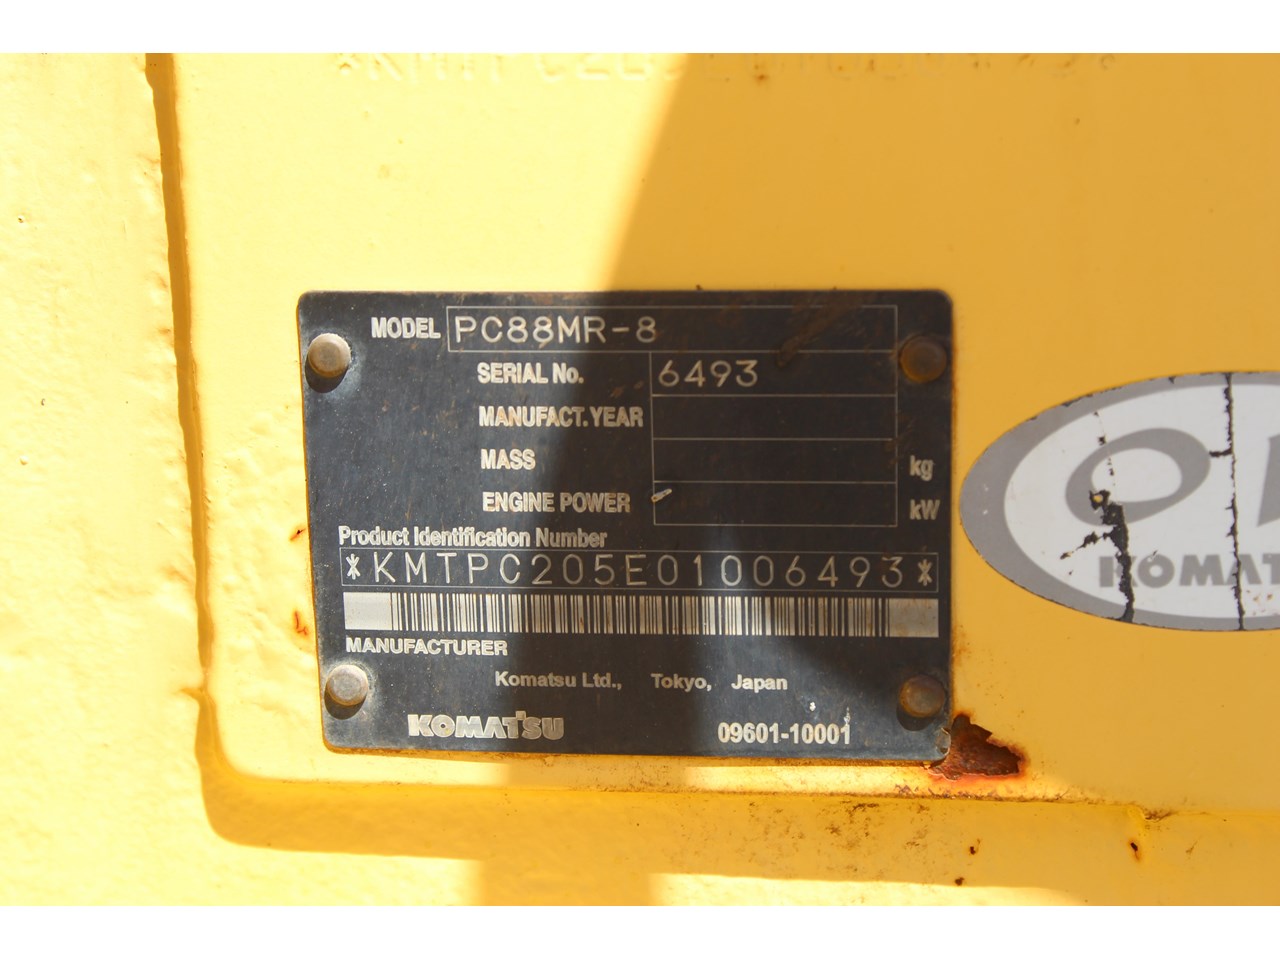 MODEL PC88MR-8
SERIAL No. 6493
MANUFACT. YEAR
MASS kg
ENGINE POWER kW
Product Identification Number
*KMTPC205E01006493*
MANUFACTURER
Komatsu Ltd., Tokyo, Japan
KOMATSU 09601-10001
KOMAT